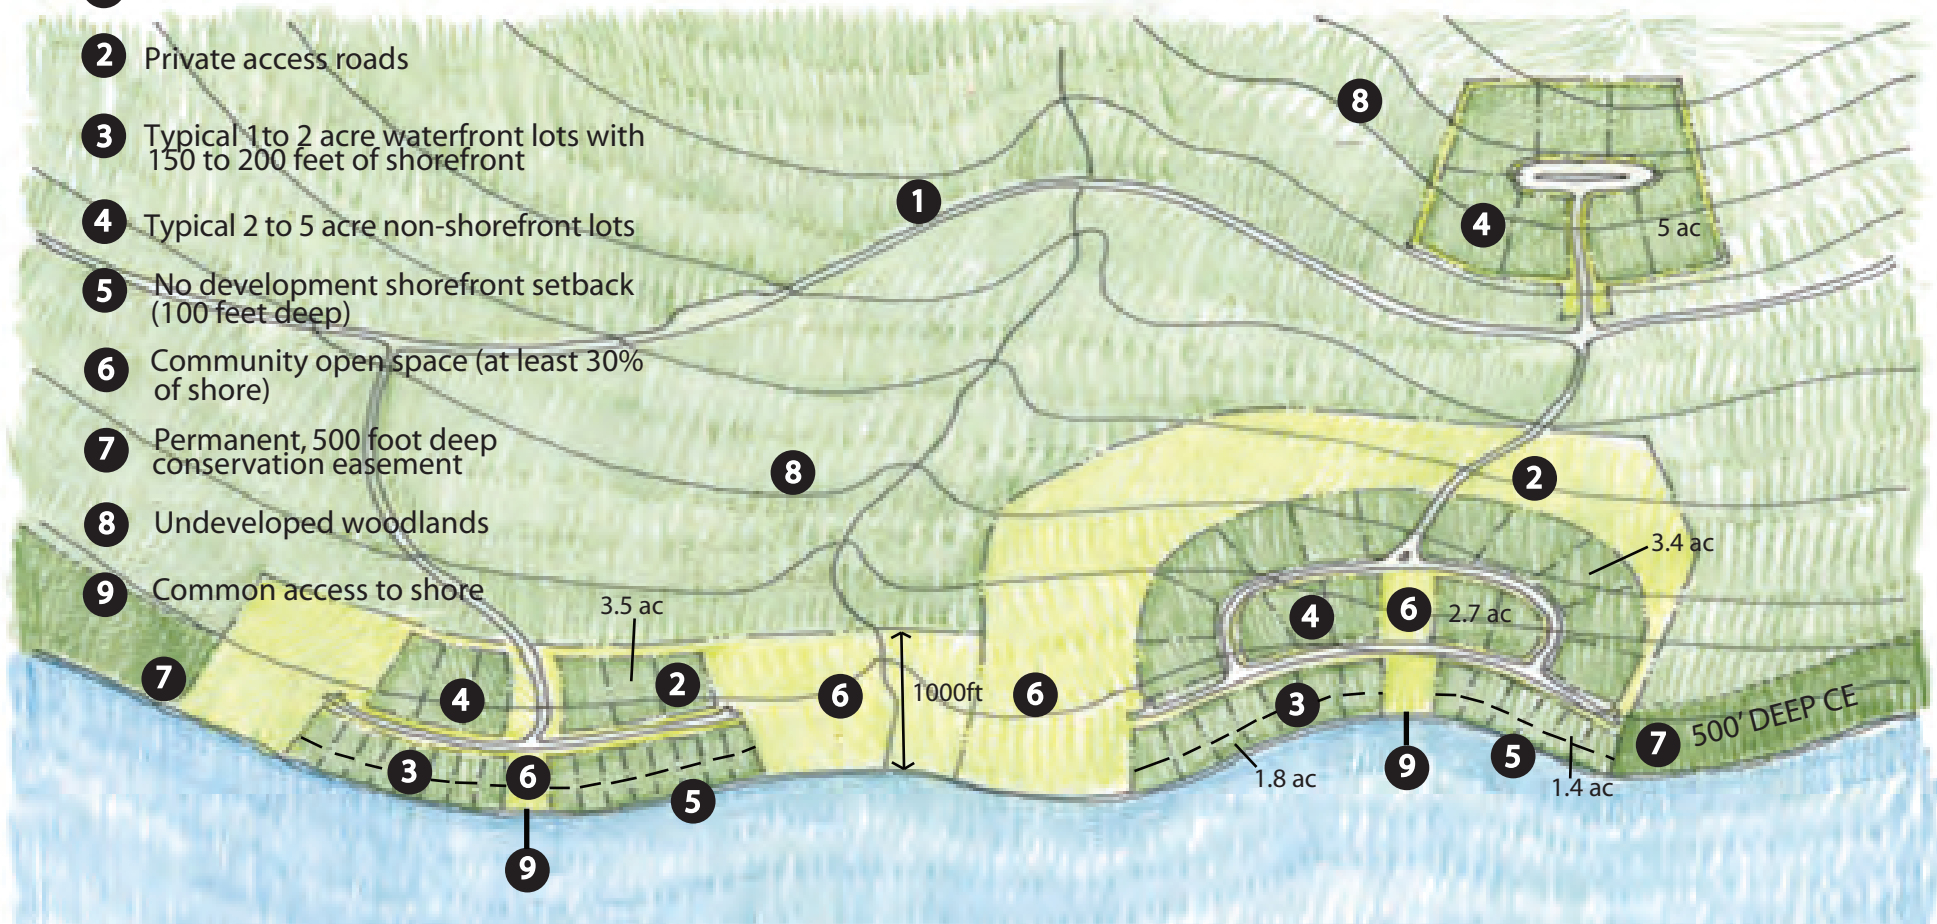 2 Private access roads
3 Typical 1to 2 acre waterfront lots with
150 to 200 feet of shorefront
4 Typical 2 to 5 acre non-shorefront lots
5 No development shorefront setback
(100 feet deep)
6 Community open space (at least 30%
of shore)
7 Permanent, 500 foot deep
conservation easement
8 Undeveloped woodlands
9 Common access to shore
8
1
4
5 ac
8
2
3.4 ac
3.5 ac
4
6
2.7 ac
7
4
2
6
1000ft
6
3
500' DEEP CE
7
3
6
5
1.8 ac
9
5
1.4 ac
9